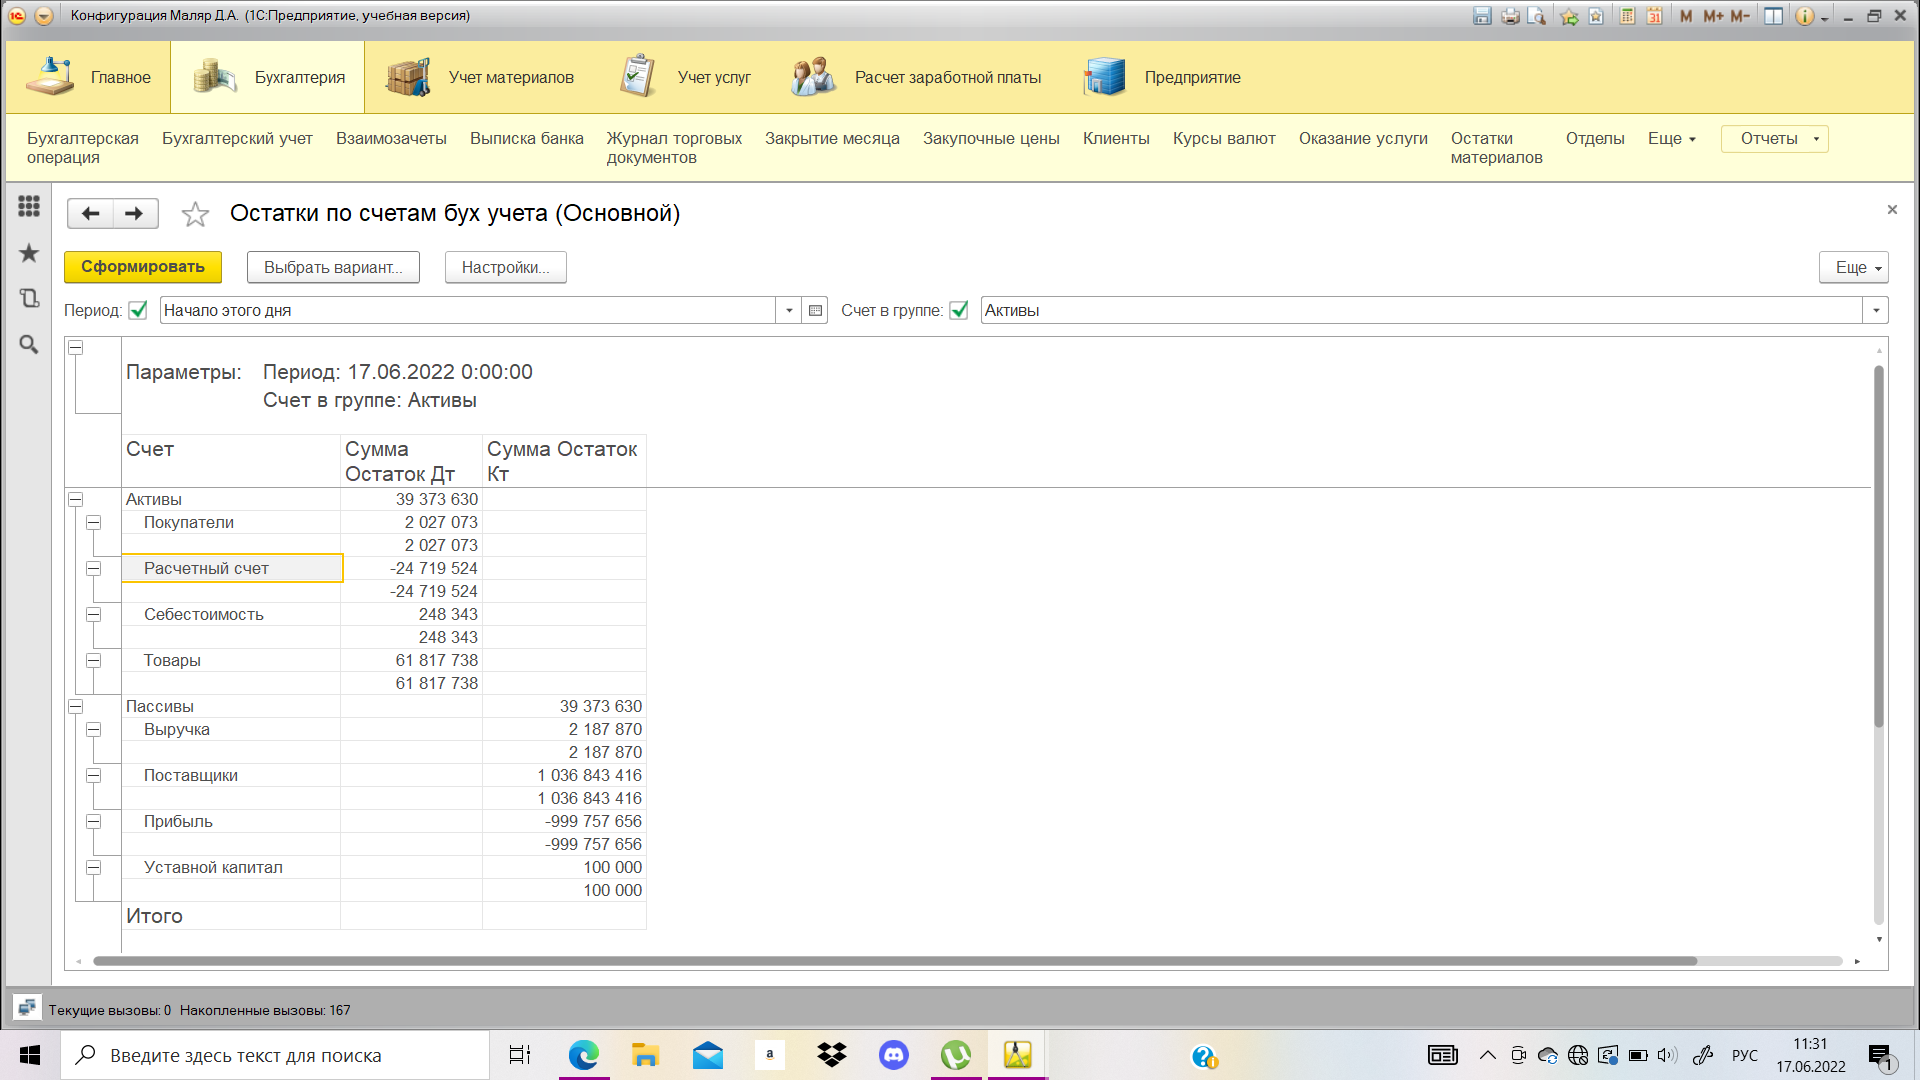 Конфигурация Маляр Д.А. (1С:Предприятие, учебная версия)
M M+ M-
Главное
Бухгалтерия
Учет материалов
Учет услуг
Расчет заработной платы
Предприятие
Бухгалтерская операция
Бухгалтерский учет
Взаимозачеты
Выписка банка
Журнал торговых документов
Закрытие месяца
Закупочные цены
Клиенты
Курсы валют
Оказание услуги
Остатки материалов
Отделы
Еще
Отчеты
Остатки по счетам бух учета (Основной)
Сформировать
Выбрать вариант...
Настройки...
Еще
Период: Начало этого дня
Счет в группе: Активы
Параметры: Период: 17.06.2022 0:00:00
Счет в группе: Активы
Счет Сумма Остаток Дт Сумма Остаток Кт
Активы 39 373 630
Покупатели 2 027 073
2 027 073
Расчетный счет -24 719 524
-24 719 524
Себестоимость 248 343
248 343
Товары 61 817 738
61 817 738
Пассивы 39 373 630
Выручка 2 187 870
2 187 870
Поставщики 1 036 843 416
1 036 843 416
Прибыль -999 757 656
-999 757 656
Уставной капитал 100 000
100 000
Итого
Текущие вызовы: 0 Накопленные вызовы: 167
Введите здесь текст для поиска
a
РУС
11:31
17.06.2022
1